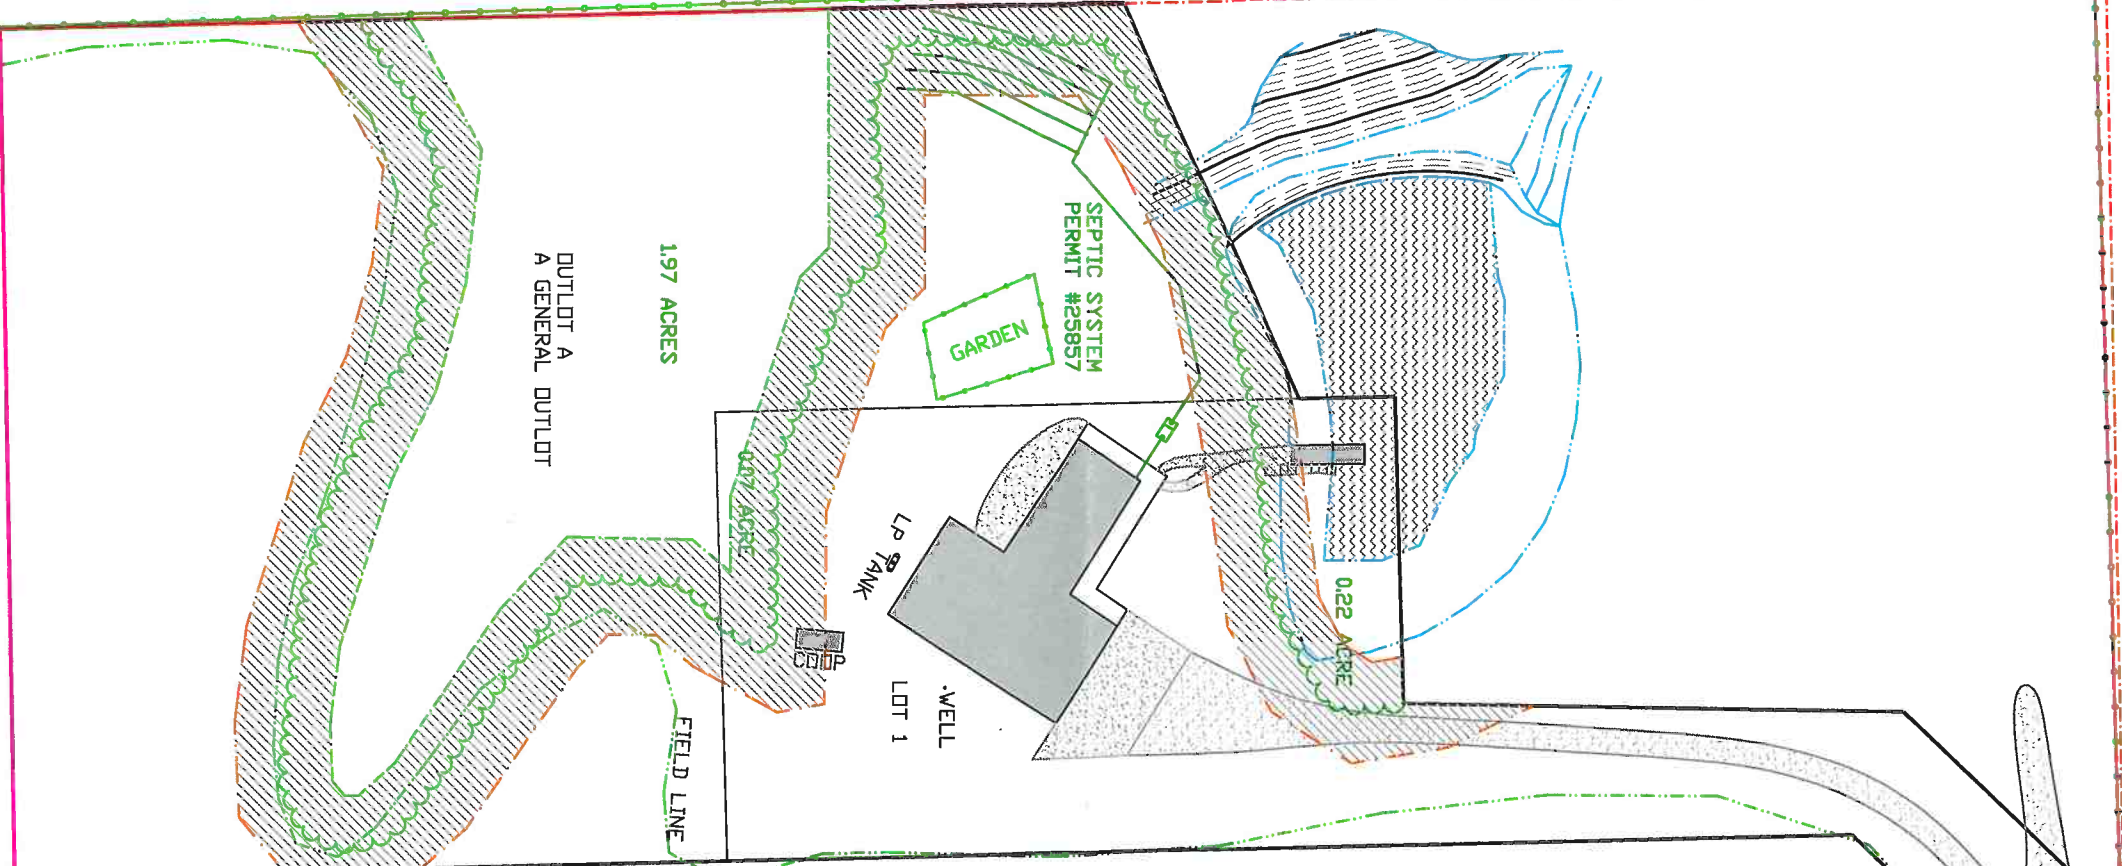 OUTLOT A
A GENERAL OUTLOT
1.97 ACRES
SEPTIC SYSTEM
PERMIT #25857
GARDEN
0.07 ACRE
LP TANK
COOP
WELL
LOT 1
0.22 ACRE
FIELD LINE